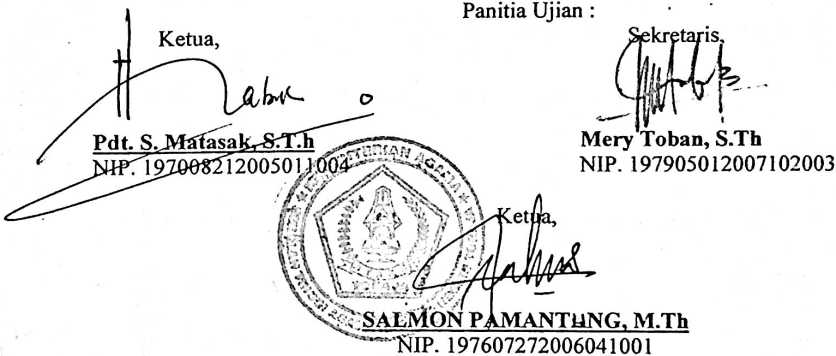 Panitia Ujian :
Ketua,
Sekretaris,
Pdt. S. Matasak, S.T.h
NIP. 197008212005011004
Mery Toban, S.Th
NIP. 197905012007102003
AGAMA
Ketua,
SALMON PAMANTUNG, M.Th
NIP. 197607272006041001